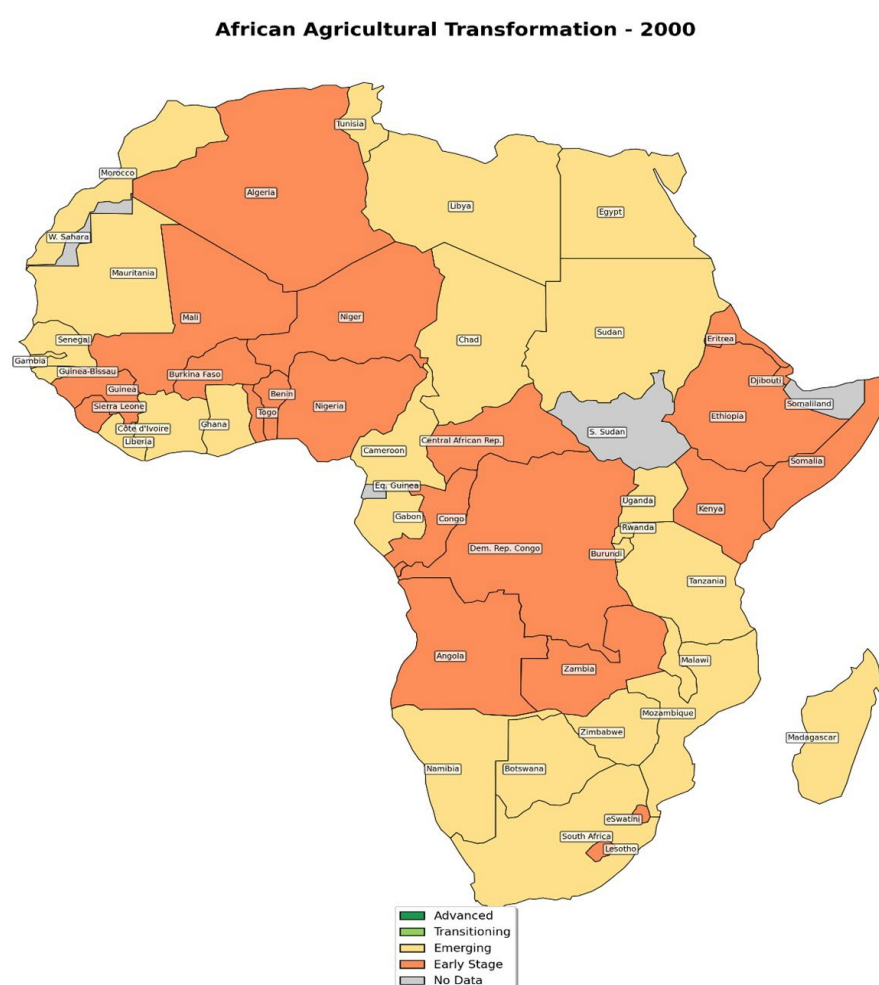 African Agricultural Transformation - 2000
Tunisia
Morocco
Algeria
Libya
Egypt
W. Sahara
Mauritania
Mali
Niger
Chad
Sudan
Senegal
Eritrea
Gambia
Guinea-Bissau
Burkina Faso
Djibouti
Guinea
Benin
Somaliland
Sierra Leone
Nigeria
Togo
Ethiopia
Côte d'Ivoire
Ghana
S. Sudan
Liberia
Central African Rep.
Cameroon
Somalia
Eq. Guinea
Uganda
Kenya
Gabon
Congo
Rwanda
Dem. Rep. Congo
Burundi
Tanzania
Angola
Malawi
Zambia
Mozambique
Zimbabwe
Madagascar
Namibia
Botswana
eSwatini
South Africa
Lesotho
Advanced
Transitioning
Emerging
Early Stage
No Data